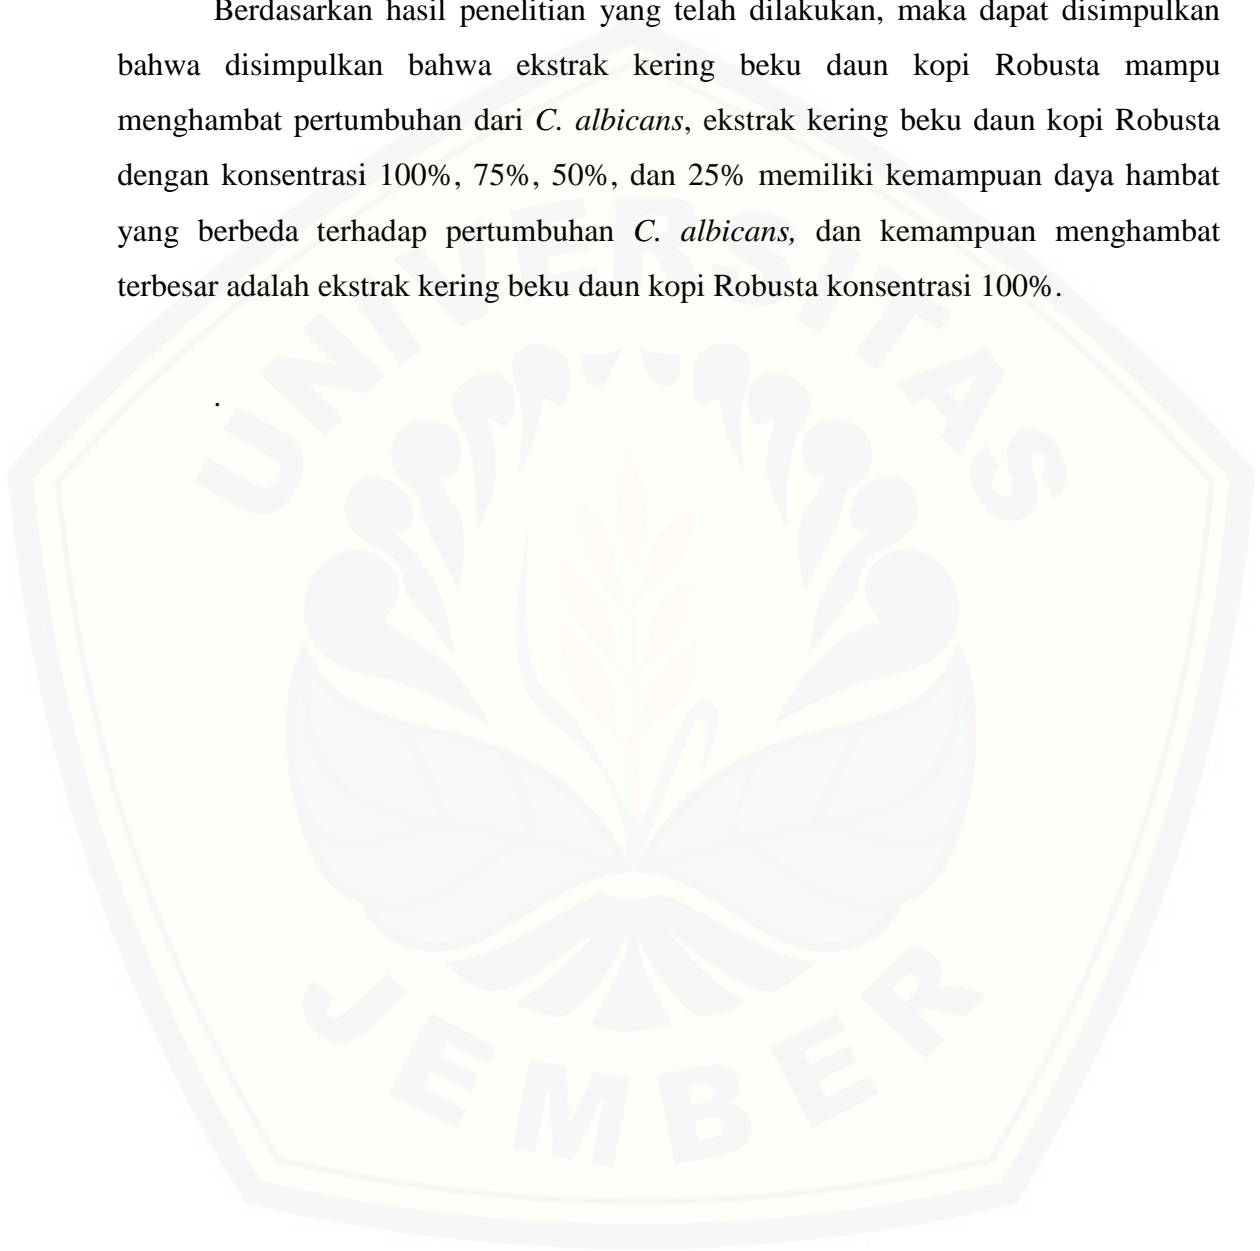 Berdasarkan hasil penelitian yang telah dilakukan, maka dapat disimpulkan
bahwa disimpulkan bahwa ekstrak kering beku daun kopi Robusta mampu
menghambat pertumbuhan dari C. albicans, ekstrak kering beku daun kopi Robusta
dengan konsentrasi 100%, 75%, 50%, dan 25% memiliki kemampuan daya hambat
yang berbeda terhadap pertumbuhan C. albicans, dan kemampuan menghambat
terbesar adalah ekstrak kering beku daun kopi Robusta konsentrasi 100%.
.
UNIVERSITAS
JEMBER